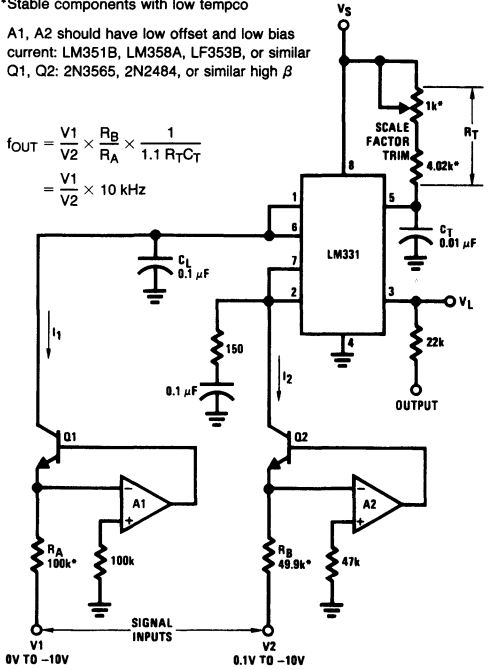 *Stable components with low tempco
A1, A2 should have low offset and low bias
current: LM351B, LM358A, LF353B, or similar
Q1, Q2: 2N3565, 2N2484, or similar high β
fOUT = V1/V2 × RB/RA × 1/1.1 RTCT
= V1/V2 × 10 kHz
VS
1k*
SCALE
FACTOR
TRIM
RT
4.02k*
8
1
5
6
LM331
CT
0.01 µF
CL
0.1 µF
7
2
3
VL
4
I1
150
I2
22k
0.1 µF
OUTPUT
Q1
Q2
A1
A2
−
+
−
+
RA
100k*
100k
RB
49.9k*
47k
SIGNAL
INPUTS
V1
0V TO −10V
V2
0.1V TO −10V